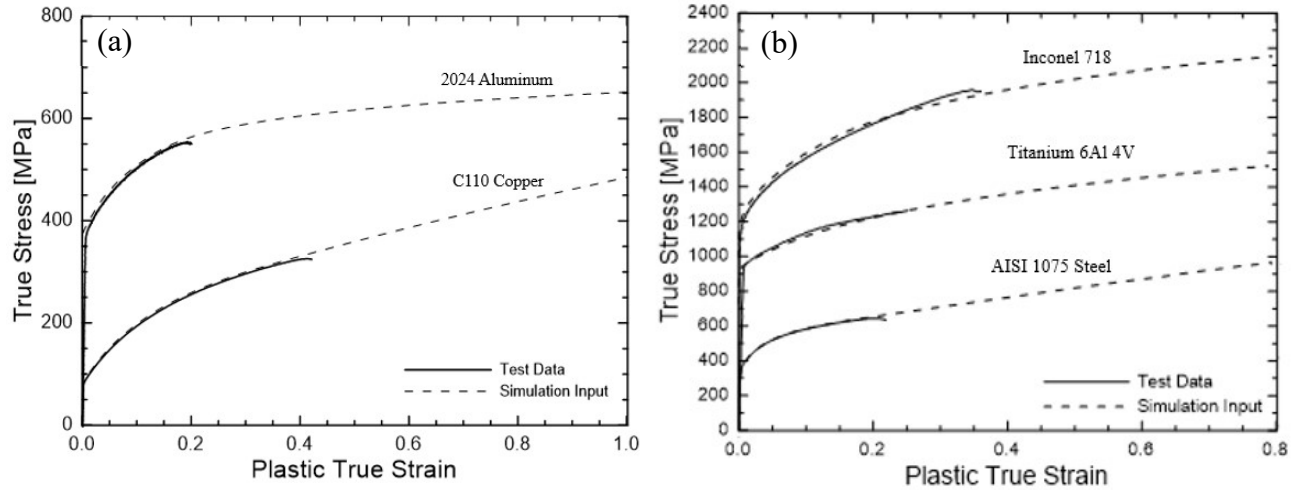 (a)
800
600
400
200
0
True Stress [MPa]
2024 Aluminum
C110 Copper
Test Data
Simulation Input
0.0 0.2 0.4 0.6 0.8 1.0
Plastic True Strain
(b)
2400
2200
2000
1800
1600
1400
1200
1000
800
600
400
200
0
True Stress [MPa]
Inconel 718
Titanium 6Al 4V
AISI 1075 Steel
Test Data
Simulation Input
0.0 0.2 0.4 0.6 0.8
Plastic True Strain